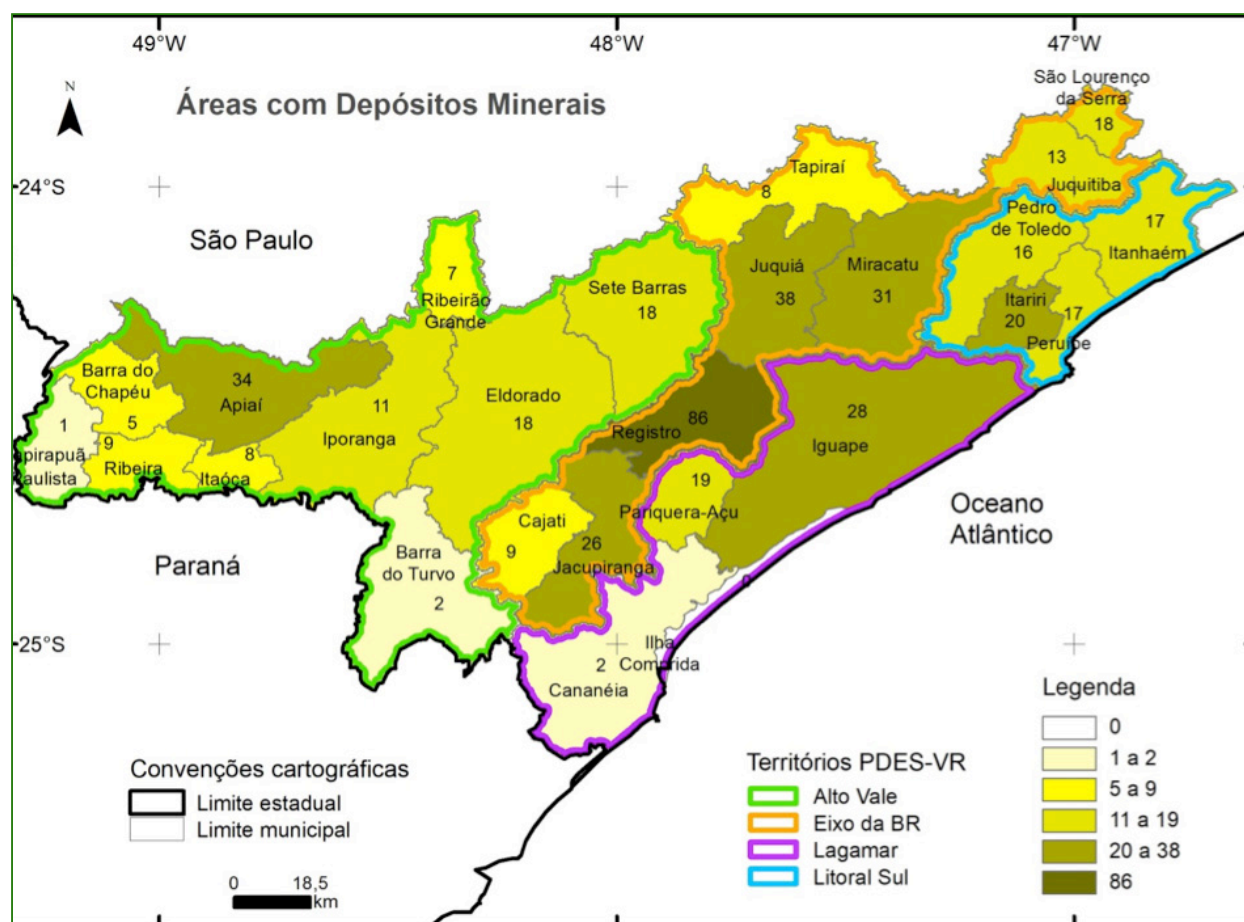 49°W
48°W
47°W
N
Áreas com Depósitos Minerais
São Lourenço
da Serra
18
13
Juquitiba
24°S
Tapiraí
8
São Paulo
7
Ribeirão
Grande
Sete Barras
18
Juquiá
38
Miracatu
31
Pedro
de Toledo
16
17
Itanhaém
Itariri
20
17
Peruíbe
Barra do
Chapéu
5
34
Apiaí
11
Iporanga
Eldorado
18
86
Registro
28
Iguape
1
apirapuã
Paulista
9
Ribeira
8
Itaóca
19
Pariquera-Açu
Cajati
9
26
Jacupiranga
Oceano
Atlântico
Paraná
Barra
do Turvo
2
0
25°S
Ilha
Comprida
2
Cananéia
Convenções cartográficas
Limite estadual
Limite municipal
0 18,5
km
Territórios PDES-VR
Alto Vale
Eixo da BR
Lagamar
Litoral Sul
Legenda
0
1 a 2
5 a 9
11 a 19
20 a 38
86